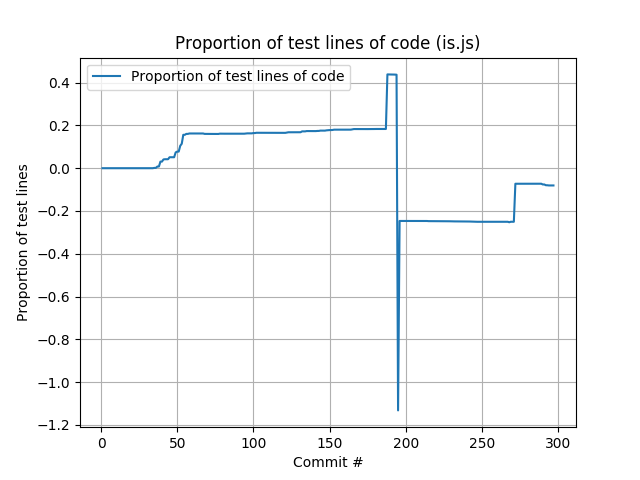 Proportion of test lines of code (is.js)
Proportion of test lines of code
0.4
0.2
0.0
−0.2
−0.4
−0.6
−0.8
−1.0
−1.2
Proportion of test lines
0 50 100 150 200 250 300
Commit #